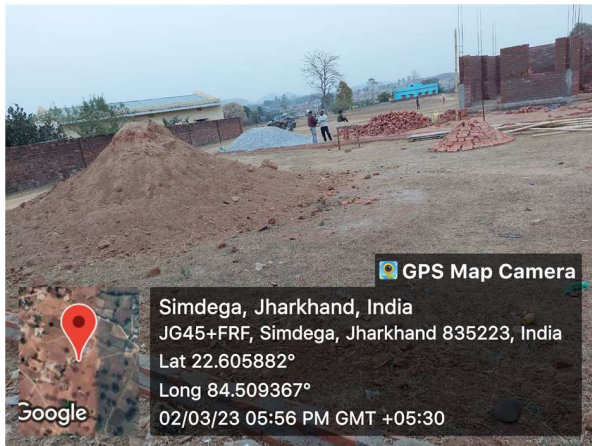 GPS Map Camera
Simdega, Jharkhand, India
JG45+FRF, Simdega, Jharkhand 835223, India
Lat 22.605882°
Long 84.509367°
02/03/23 05:56 PM GMT +05:30
Google